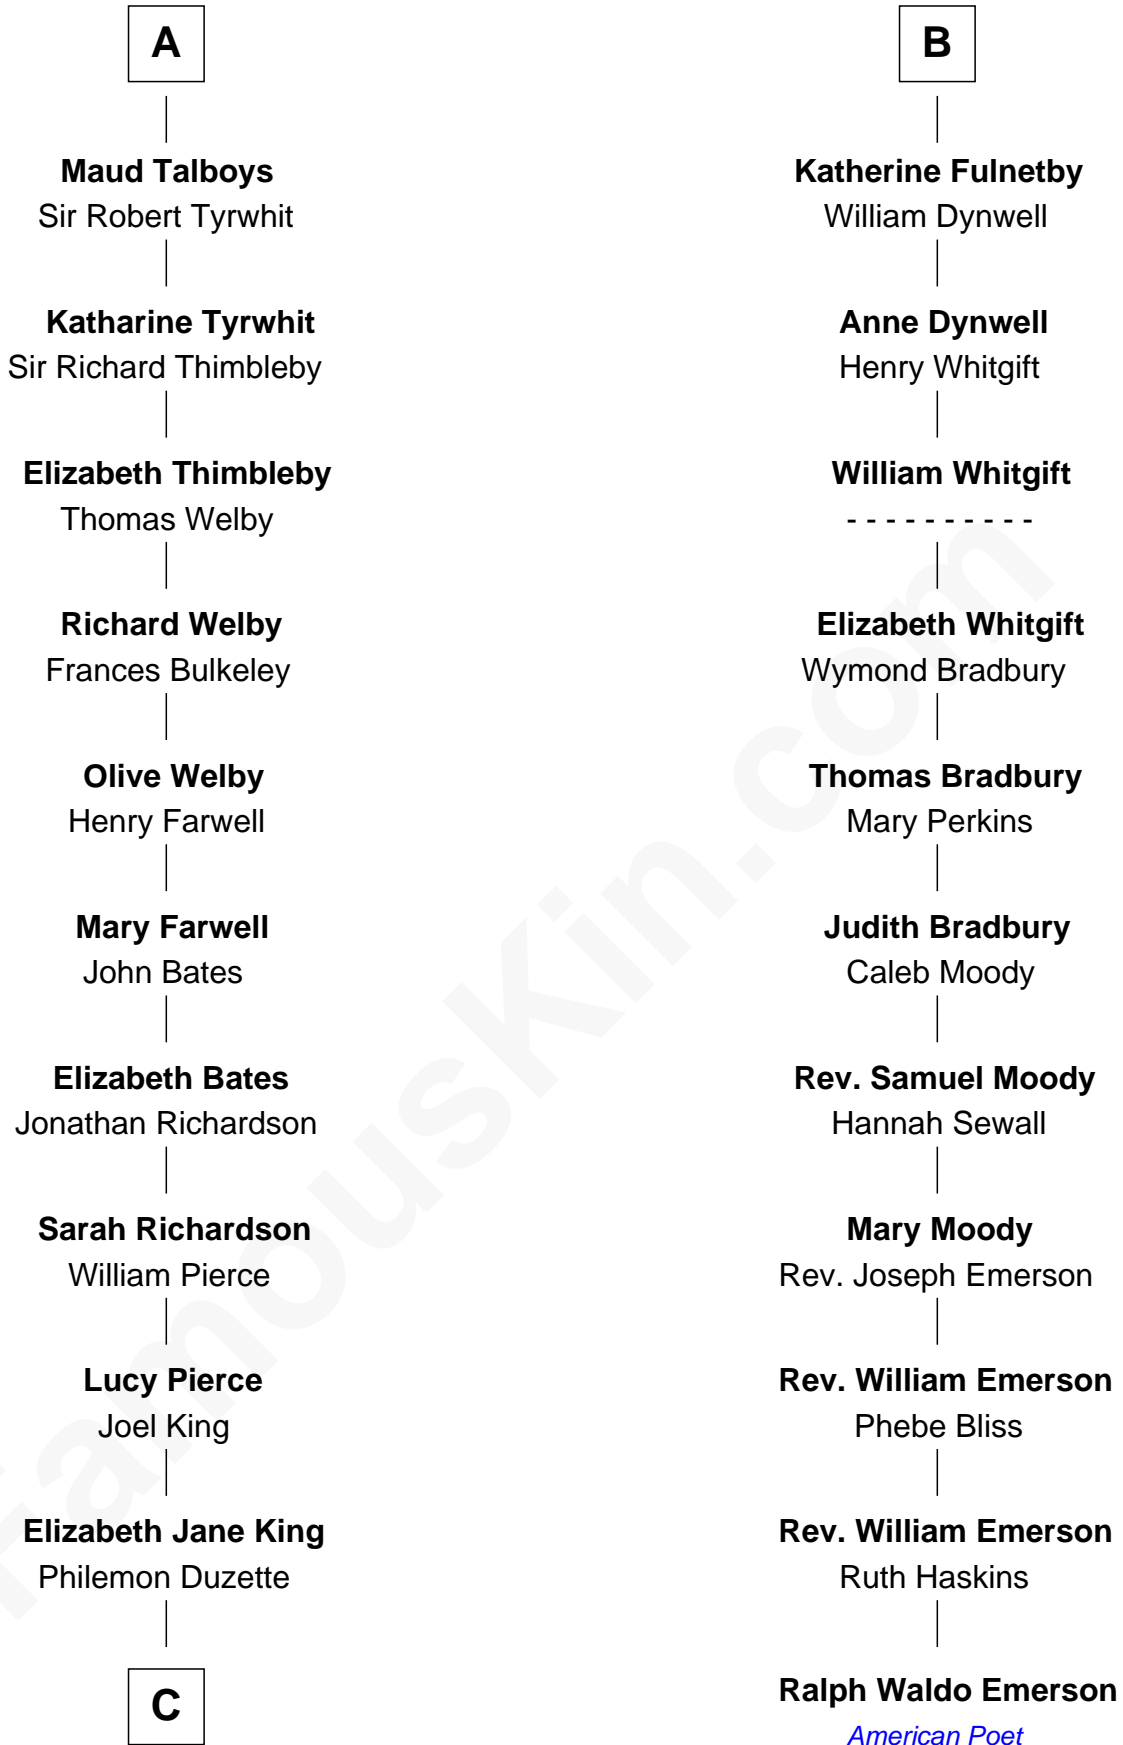 A
Maud Talboys
Sir Robert Tyrwhit
Katharine Tyrwhit
Sir Richard Thimbleby
Elizabeth Thimbleby
Thomas Welby
Richard Welby
Frances Bulkeley
Olive Welby
Henry Farwell
Mary Farwell
John Bates
Elizabeth Bates
Jonathan Richardson
Sarah Richardson
William Pierce
Lucy Pierce
Joel King
Elizabeth Jane King
Philemon Duzette
C
B
Katherine Fulnetby
William Dynwell
Anne Dynwell
Henry Whitgift
William Whitgift
- - - - - - - - - -
Elizabeth Whitgift
Wymond Bradbury
Thomas Bradbury
Mary Perkins
Judith Bradbury
Caleb Moody
Rev. Samuel Moody
Hannah Sewall
Mary Moody
Rev. Joseph Emerson
Rev. William Emerson
Phebe Bliss
Rev. William Emerson
Ruth Haskins
Ralph Waldo Emerson
American Poet
FamousKin.com